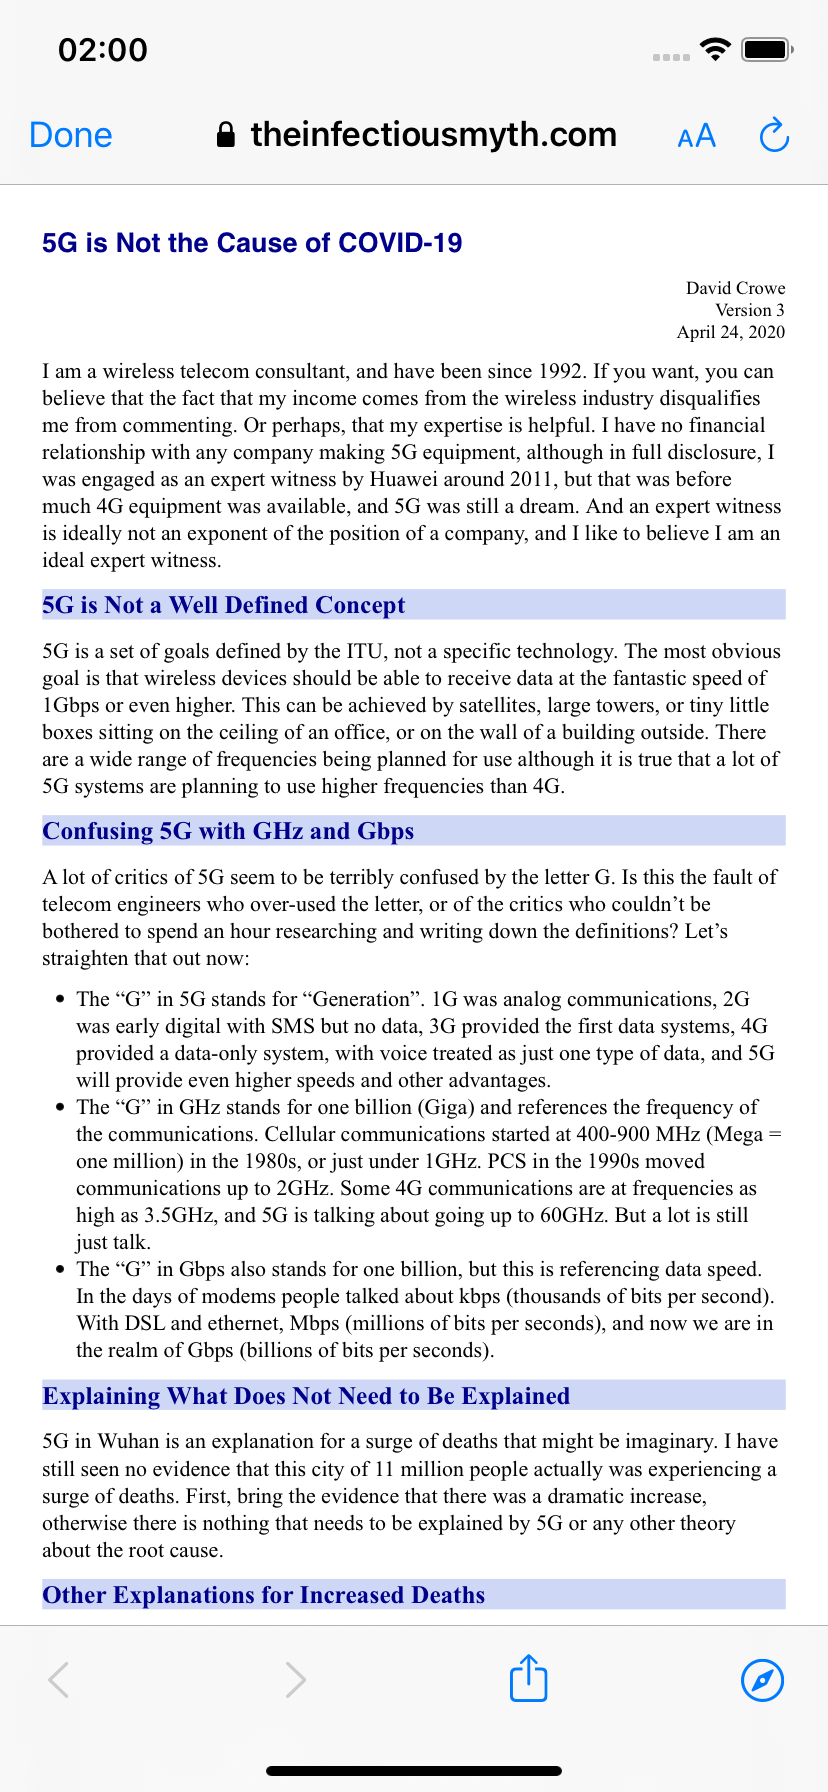 02:00
Done
theinfectiousmyth.com
AA
5G is Not the Cause of COVID-19
David Crowe
Version 3
April 24, 2020
I am a wireless telecom consultant, and have been since 1992. If you want, you can
believe that the fact that my income comes from the wireless industry disqualifies
me from commenting. Or perhaps, that my expertise is helpful. I have no financial
relationship with any company making 5G equipment, although in full disclosure, I
was engaged as an expert witness by Huawei around 2011, but that was before
much 4G equipment was available, and 5G was still a dream. And an expert witness
is ideally not an exponent of the position of a company, and I like to believe I am an
ideal expert witness.
5G is Not a Well Defined Concept
5G is a set of goals defined by the ITU, not a specific technology. The most obvious
goal is that wireless devices should be able to receive data at the fantastic speed of
1Gbps or even higher. This can be achieved by satellites, large towers, or tiny little
boxes sitting on the ceiling of an office, or on the wall of a building outside. There
are a wide range of frequencies being planned for use although it is true that a lot of
5G systems are planning to use higher frequencies than 4G.
Confusing 5G with GHz and Gbps
A lot of critics of 5G seem to be terribly confused by the letter G. Is this the fault of
telecom engineers who over-used the letter, or of the critics who couldn’t be
bothered to spend an hour researching and writing down the definitions? Let’s
straighten that out now:
• The “G” in 5G stands for “Generation”. 1G was analog communications, 2G
was early digital with SMS but no data, 3G provided the first data systems, 4G
provided a data-only system, with voice treated as just one type of data, and 5G
will provide even higher speeds and other advantages.
• The “G” in GHz stands for one billion (Giga) and references the frequency of
the communications. Cellular communications started at 400-900 MHz (Mega =
one million) in the 1980s, or just under 1GHz. PCS in the 1990s moved
communications up to 2GHz. Some 4G communications are at frequencies as
high as 3.5GHz, and 5G is talking about going up to 60GHz. But a lot is still
just talk.
• The “G” in Gbps also stands for one billion, but this is referencing data speed.
In the days of modems people talked about kbps (thousands of bits per second).
With DSL and ethernet, Mbps (millions of bits per seconds), and now we are in
the realm of Gbps (billions of bits per seconds).
Explaining What Does Not Need to Be Explained
5G in Wuhan is an explanation for a surge of deaths that might be imaginary. I have
still seen no evidence that this city of 11 million people actually was experiencing a
surge of deaths. First, bring the evidence that there was a dramatic increase,
otherwise there is nothing that needs to be explained by 5G or any other theory
about the root cause.
Other Explanations for Increased Deaths